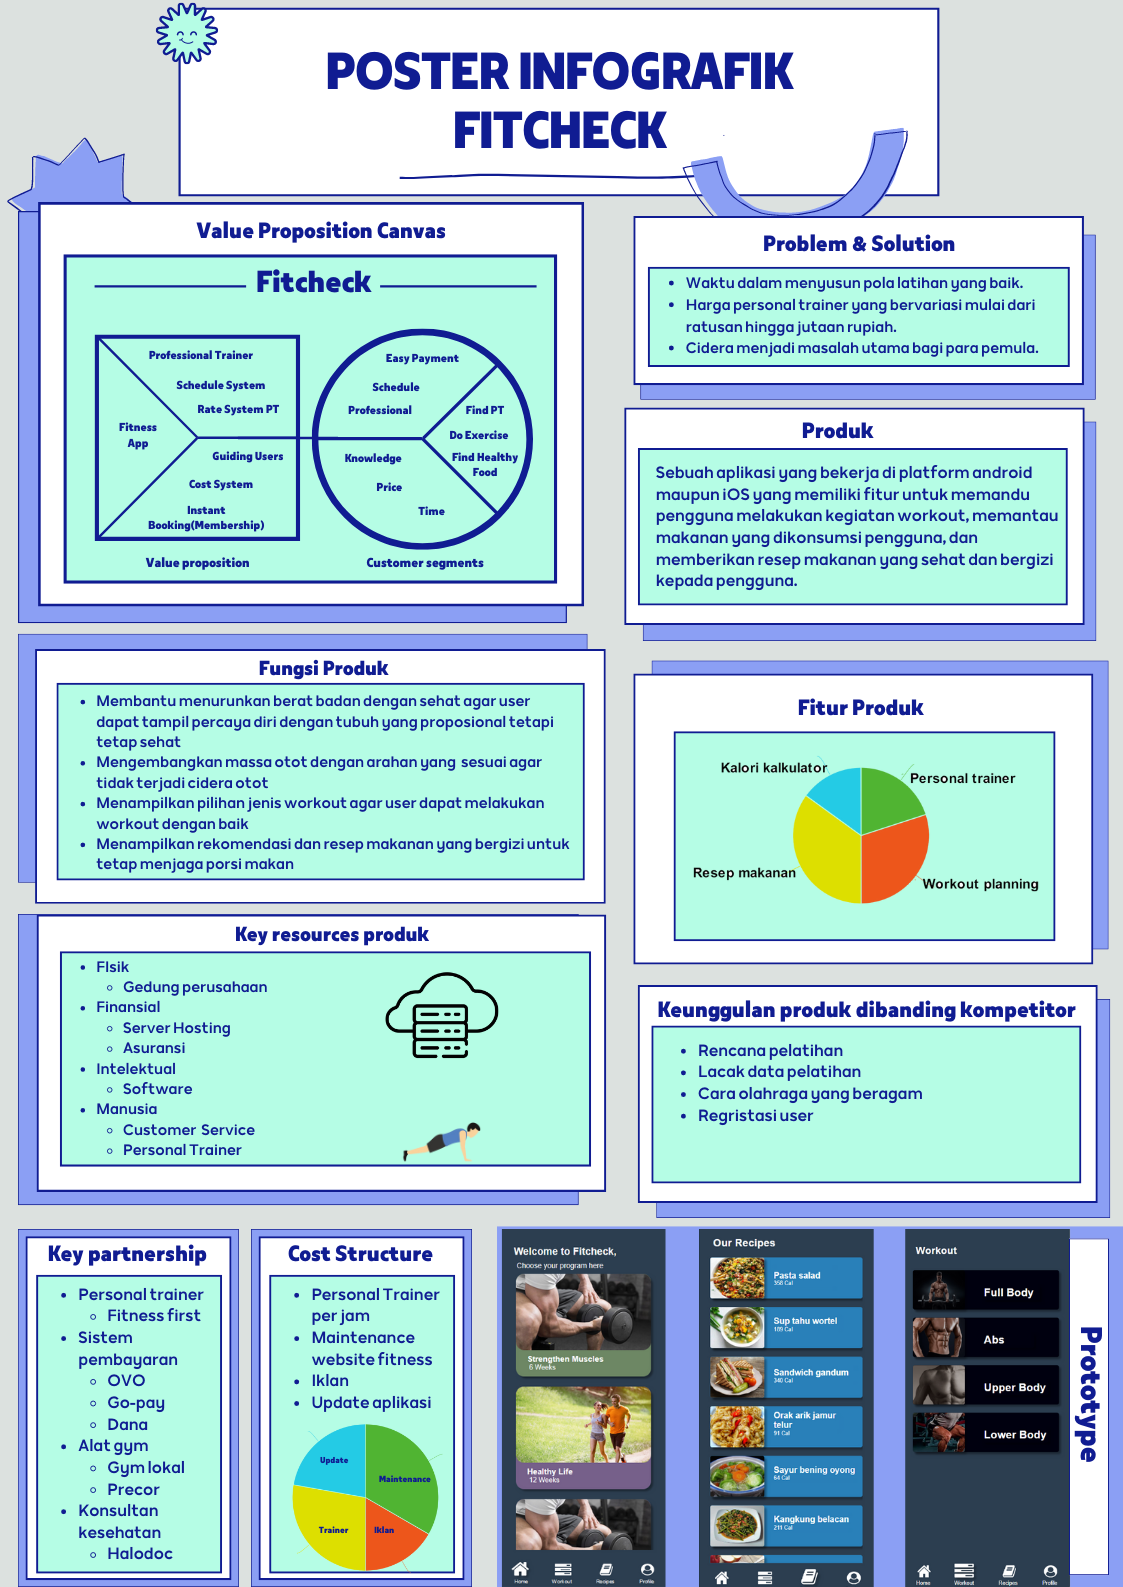 POSTER INFOGRAFIK
FITCHECK
Value Proposition Canvas
Fitcheck
Professional Trainer
Schedule System
Rate System PT
Fitness
App
Guiding Users
Cost System
Instant
Booking(Membership)
Value proposition
Easy Payment
Schedule
Professional
Find PT
Do Exercise
Find Healthy
Food
Knowledge
Price
Time
Customer segments
Problem & Solution
• Waktu dalam menyusun pola latihan yang baik.
• Harga personal trainer yang bervariasi mulai dari
ratusan hingga jutaan rupiah.
• Cidera menjadi masalah utama bagi para pemula.
Produk
Sebuah aplikasi yang bekerja di platform android
maupun iOS yang memiliki fitur untuk memandu
pengguna melakukan kegiatan workout, memantau
makanan yang dikonsumsi pengguna, dan
memberikan resep makanan yang sehat dan bergizi
kepada pengguna.
Fungsi Produk
• Membantu menurunkan berat badan dengan sehat agar user
dapat tampil percaya diri dengan tubuh yang proposional tetapi
tetap sehat
• Mengembangkan massa otot dengan arahan yang sesuai agar
tidak terjadi cidera otot
• Menampilkan pilihan jenis workout agar user dapat melakukan
workout dengan baik
• Menampilkan rekomendasi dan resep makanan yang bergizi untuk
tetap menjaga porsi makan
Fitur Produk
Kalori kalkulator
Personal trainer
Resep makanan
Workout planning
Key resources produk
• FIsik
◦ Gedung perusahaan
• Finansial
◦ Server Hosting
◦ Asuransi
• Intelektual
◦ Software
• Manusia
◦ Customer Service
◦ Personal Trainer
Keunggulan produk dibanding kompetitor
• Rencana pelatihan
• Lacak data pelatihan
• Cara olahraga yang beragam
• Regristasi user
Key partnership
• Personal trainer
◦ Fitness first
• Sistem
pembayaran
◦ OVO
◦ Go-pay
◦ Dana
• Alat gym
◦ Gym lokal
◦ Precor
• Konsultan
kesehatan
◦ Halodoc
Cost Structure
• Personal Trainer
per jam
• Maintenance
website fitness
• Iklan
• Update aplikasi
Update
Maintenance
Trainer
Iklan
Welcome to Fitcheck,
Choose your program here
Strengthen Muscles
6 Weeks
Healthy Life
12 Weeks
Home
Workout
Recipes
Profile
Our Recipes
Pasta salad
358 Cal
Sup tahu wortel
189 Cal
Sandwich gandum
340 Cal
Orak arik jamur
telur
91 Cal
Sayur bening oyong
64 Cal
Kangkung belacan
211 Cal
Workout
Full Body
Abs
Upper Body
Lower Body
Home
Workout
Recipes
Profile
Prototype